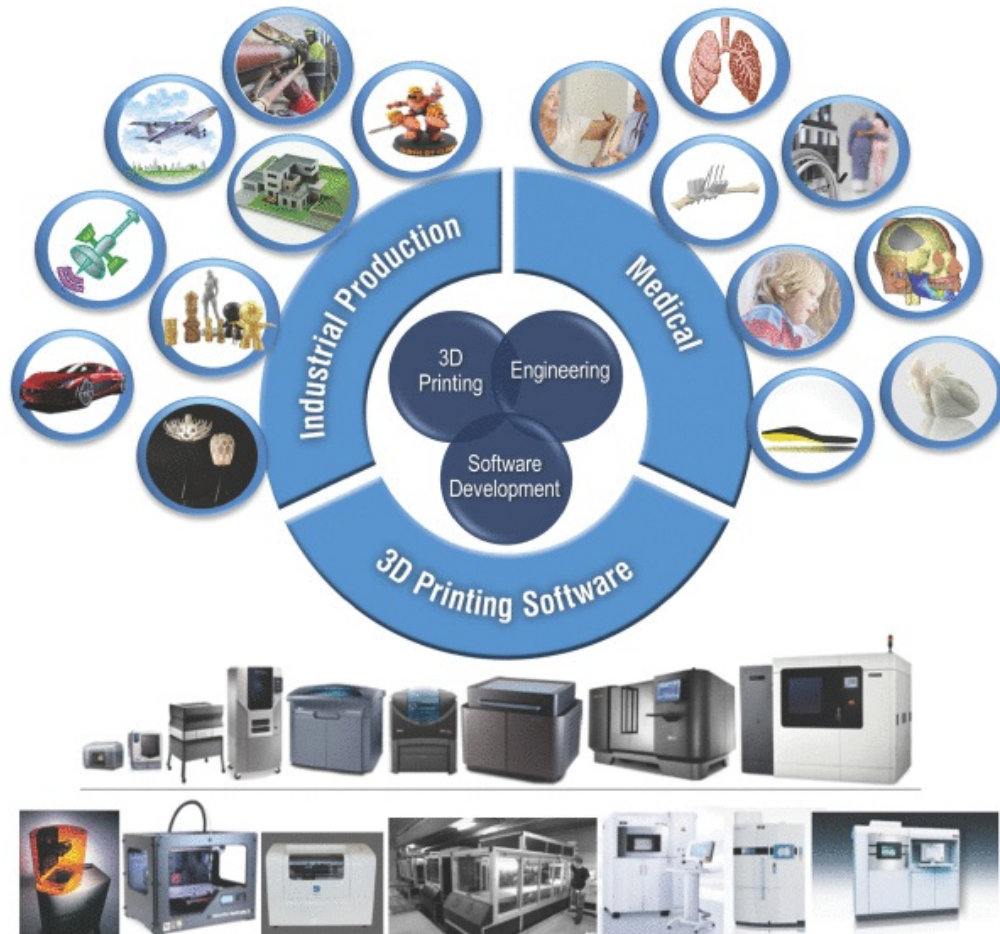 Industrial Production
Medical
3D
Printing
Engineering
Software
Development
3D Printing Software